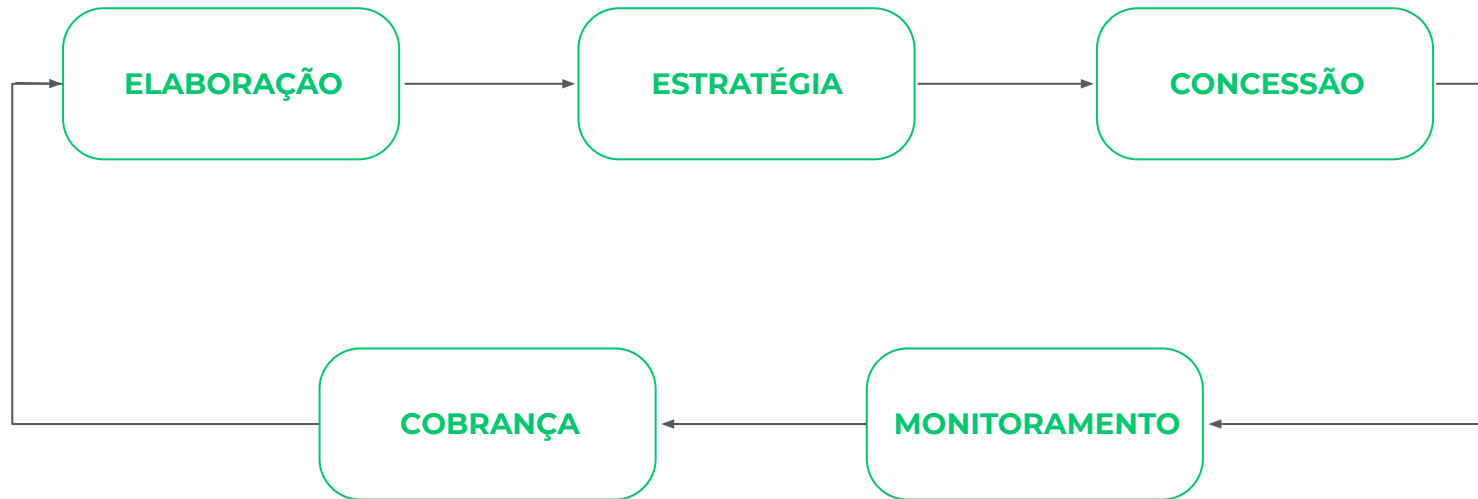 ELABORAÇÃO
ESTRATÉGIA
CONCESSÃO
MONITORAMENTO
COBRANÇA